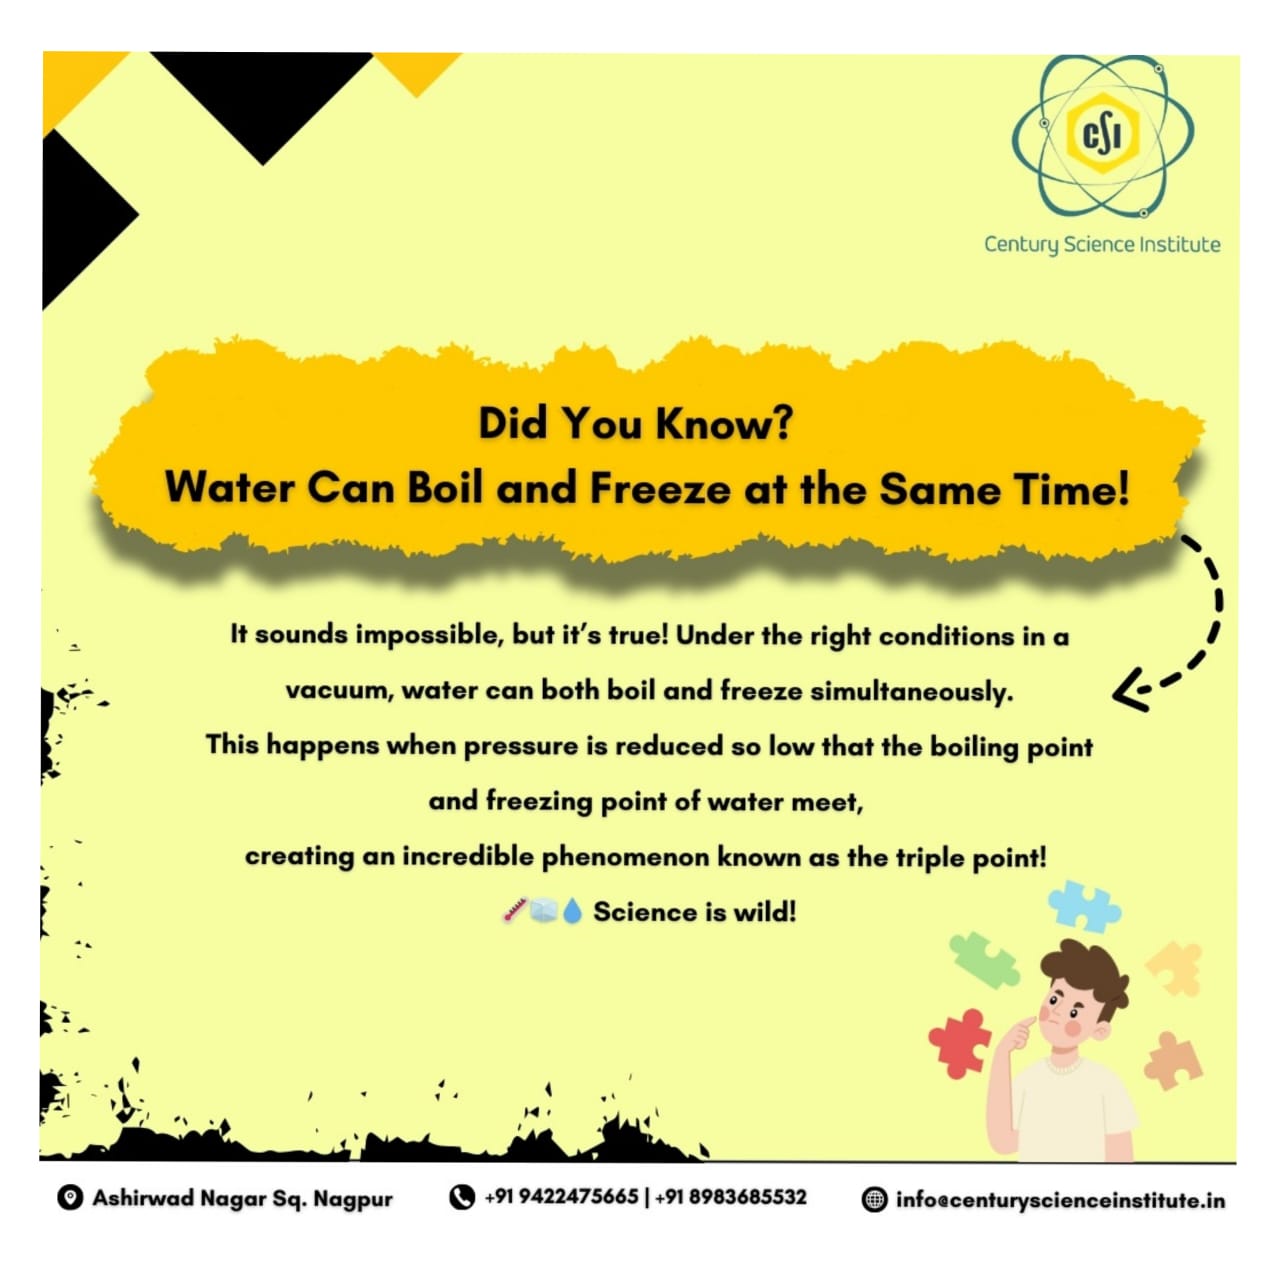 CSI
Century Science Institute
Did You Know?
Water Can Boil and Freeze at the Same Time!
It sounds impossible, but it's true! Under the right conditions in a
vacuum, water can both boil and freeze simultaneously.
This happens when pressure is reduced so low that the boiling point
and freezing point of water meet,
creating an incredible phenomenon known as the triple point!
🌡️🧊💧 Science is wild!
Ashirwad Nagar Sq. Nagpur
+91 9422475665 | +91 8983685532
info@centuryscienceinstitute.in